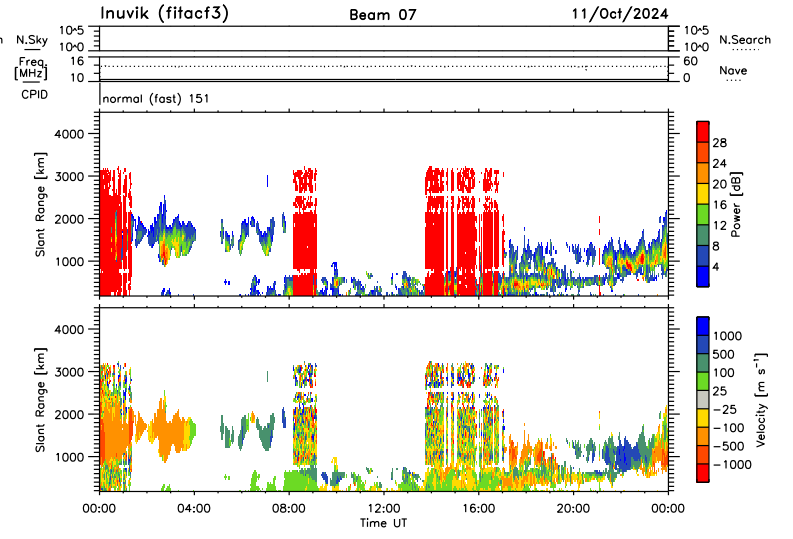 Inuvik (fitacf3) Beam 07 11/Oct/2024
n N.Sky 10^5 10^5 N.Search
10^0 10^0
Freq. 16 60 Nave
[MHz] 10 0
CPID normal (fast) 151
Slant Range [km]
4000
3000
2000
1000
28
24
20
16
12
8
4
Power [dB]
Slant Range [km]
4000
3000
2000
1000
1000
500
100
25
-25
-100
-500
-1000
Velocity [m s⁻¹]
00:00 04:00 08:00 12:00 16:00 20:00 00:00
Time UT